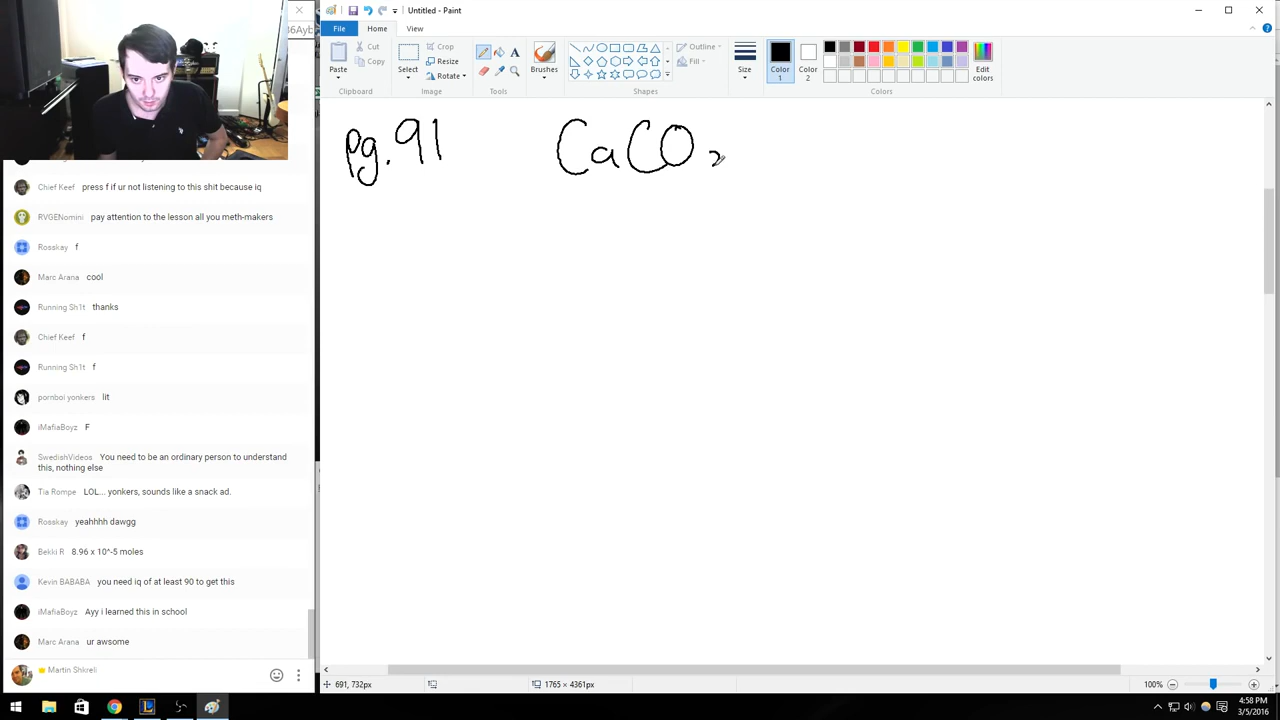 36Ayb
Untitled - Paint
File
Home
View
Paste
Cut
Copy
Clipboard
Select
Crop
Resize
Rotate
Image
A
Tools
Brushes
Outline
Fill
Shapes
Size
Color 1
Color 2
Edit colors
Colors
pg. 91 CaCO
Chief Keef press f if ur not listening to this shit because iq
RVGENomini pay attention to the lesson all you meth-makers
Rosskay f
Marc Arana cool
Running Sh1t thanks
Chief Keef f
Running Sh1t f
pornboi yonkers lit
iMafiaBoyz F
SwedishVideos You need to be an ordinary person to understand
this, nothing else
Tia Rompe LOL... yonkers, sounds like a snack ad.
Rosskay yeahhhh dawgg
Bekki R 8.96 x 10^-5 moles
Kevin BABABA you need iq of at least 90 to get this
iMafiaBoyz Ayy i learned this in school
Marc Arana ur awsome
Martin Shkreli
691, 732px
1765 × 4361px
100%
4:58 PM
3/5/2016